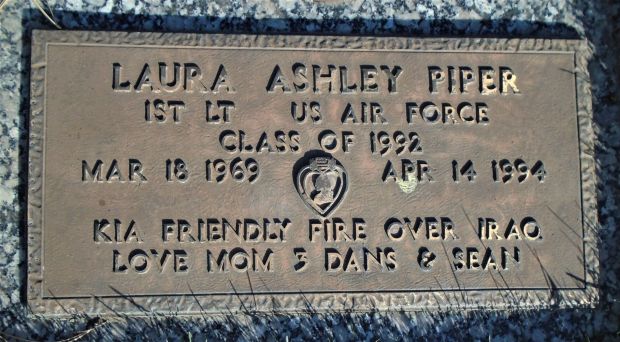 LAURA ASHLEY PIPER
1ST LT US AIR FORCE
CLASS OF 1992
MAR 18 1969 APR 14 1994
KIA FRIENDLY FIRE OVER IRAQ
LOVE MOM 3 DANS & SEAN